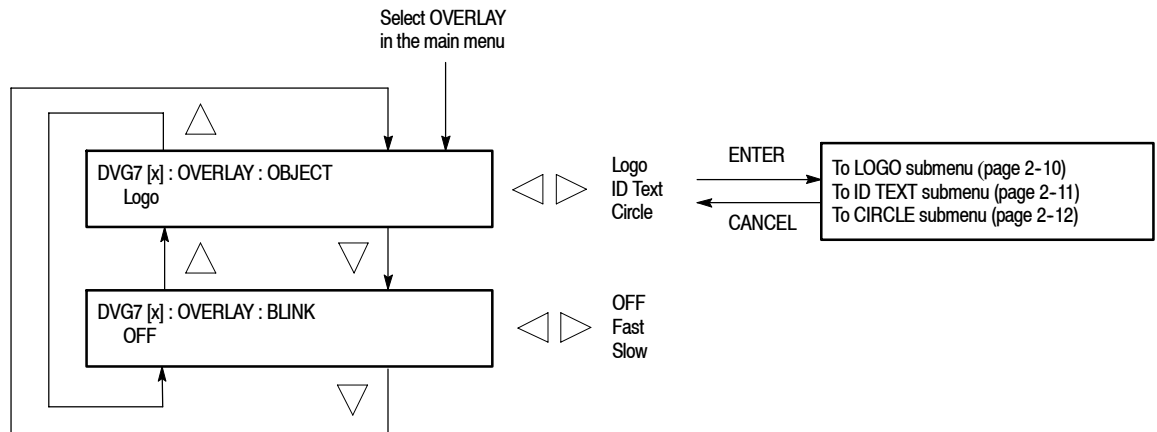 Select OVERLAY
in the main menu
DVG7 [x] : OVERLAY : OBJECT
Logo
Logo
ID Text
Circle
ENTER
CANCEL
To LOGO submenu (page 2-10)
To ID TEXT submenu (page 2-11)
To CIRCLE submenu (page 2-12)
DVG7 [x] : OVERLAY : BLINK
OFF
OFF
Fast
Slow